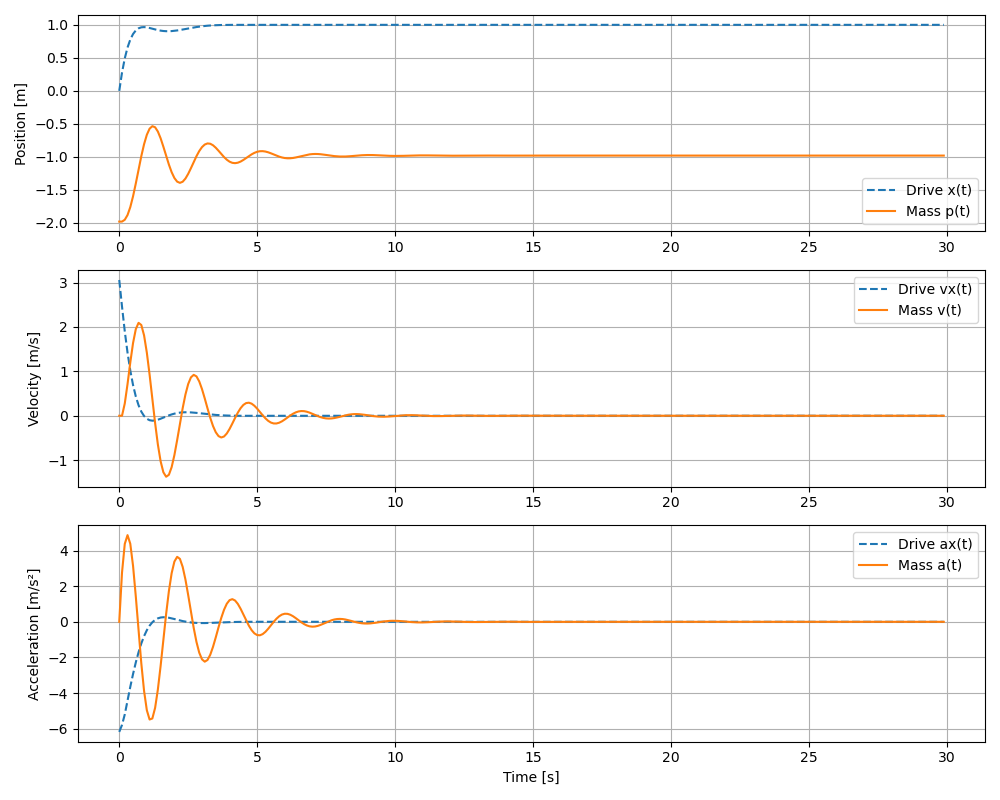 1.0
0.5
0.0
−0.5
−1.0
−1.5
−2.0
Position [m]
Drive x(t)
Mass p(t)
0 5 10 15 20 25 30
3
2
1
0
−1
Velocity [m/s]
Drive vx(t)
Mass v(t)
0 5 10 15 20 25 30
4
2
0
−2
−4
−6
Acceleration [m/s²]
Drive ax(t)
Mass a(t)
0 5 10 15 20 25 30
Time [s]